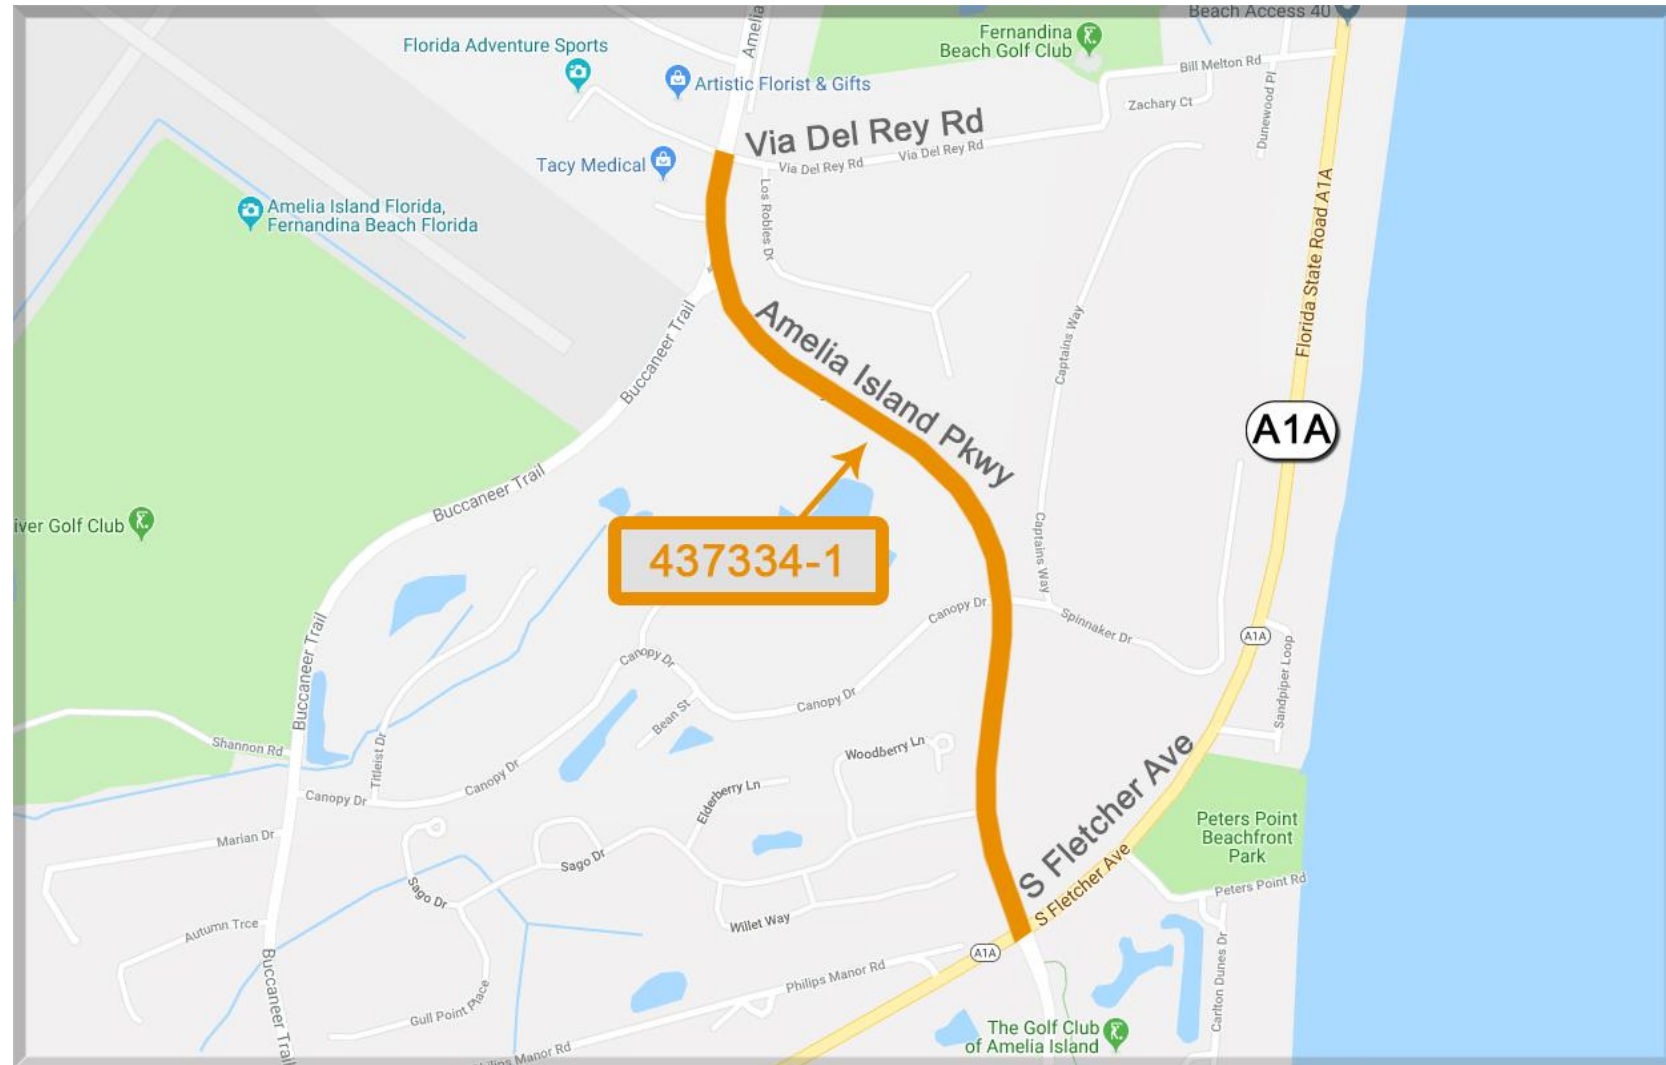 Beach Access 40
Amelia
Fernandina
Beach Golf Club
Florida Adventure Sports
Bill Melton Rd
Artistic Florist & Gifts
Zachary Ct
Dunewood Pl
Via Del Rey Rd
Via Del Rey Rd
Via Del Rey Rd
Tacy Medical
Los Robles Dr
Florida State Road A1A
Amelia Island Florida,
Fernandina Beach Florida
Buccaneer Trail
Amelia Island Pkwy
Captains Way
A1A
Buccaneer Trail
iver Golf Club
437334-1
Captains Way
Canopy Dr
Spinnaker Dr
A1A
Sandpiper Loop
Buccaneer Trail
Canopy Dr
Canopy Dr
Bean St
Shannon Rd
Titleist Dr
Woodberry Ln
S Fletcher Ave
Canopy Dr
Canopy Dr
Elderberry Ln
Peters Point
Beachfront
Park
Marian Dr
Sago Dr
S Fletcher Ave
Peters Point Rd
Sago Dr
Willet Way
Autumn Trce
A1A
Buccaneer Trail
Philips Manor Rd
Carlton Dunes Dr
Gull Point Place
The Golf Club
of Amelia Island
Philips Manor Rd